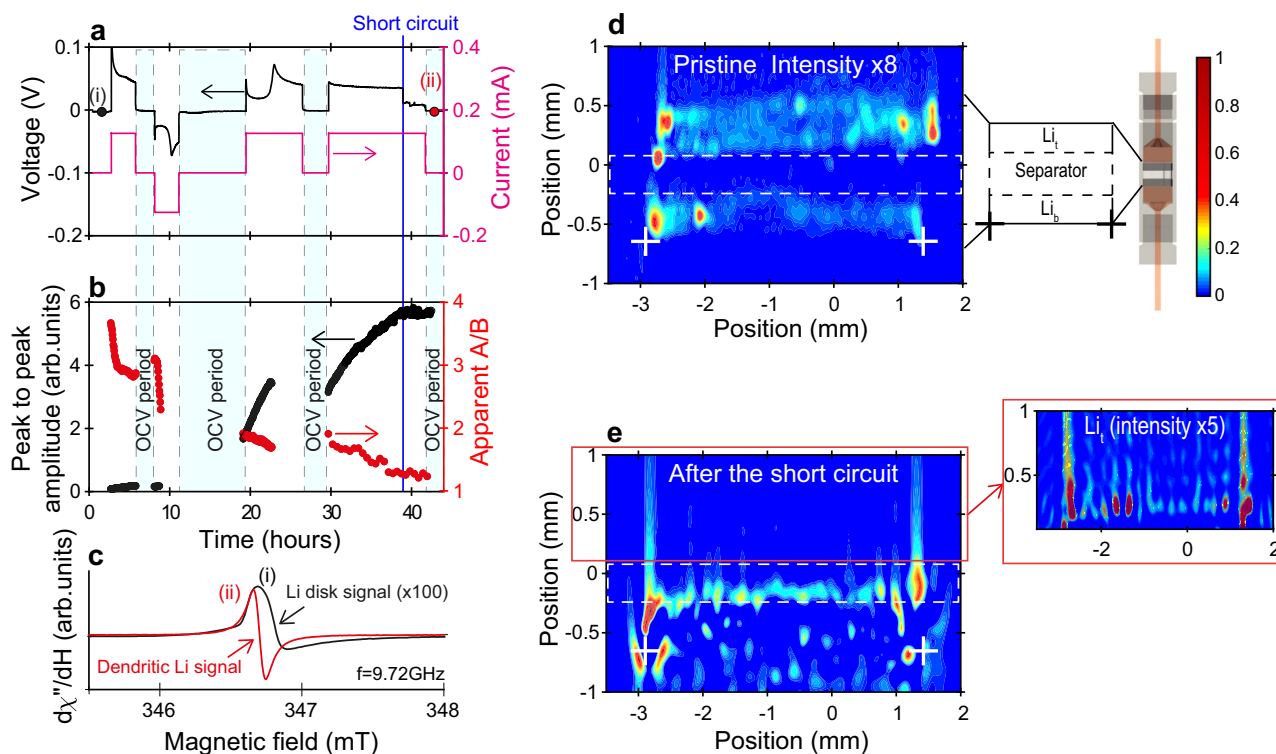 a
Short circuit
0.1
0
-0.1
-0.2
Voltage (V)
(i)
(ii)
0.4
0.2
0
-0.2
Current (mA)
b
6
4
2
0
Peak to peak
amplitude (arb.units)
OCV period
OCV period
OCV period
OCV period
4
3
2
1
Apparent A/B
0
10
20
30
40
Time (hours)
c
dχ"/dH (arb.units)
(ii)
(i)
Li disk signal (x100)
Dendritic Li signal
f=9.72GHz
346
347
348
Magnetic field (mT)
d
Pristine Intensity x8
1
0.5
0
-0.5
-1
Position (mm)
-3
-2
-1
0
1
2
Position (mm)
Li_t
Separator
Li_b
1
0.8
0.6
0.4
0.2
0
e
After the short circuit
1
0.5
0
-0.5
-1
Position (mm)
-3
-2
-1
0
1
2
Position (mm)
Li_t (intensity x5)
1
0.5
-2
0
2